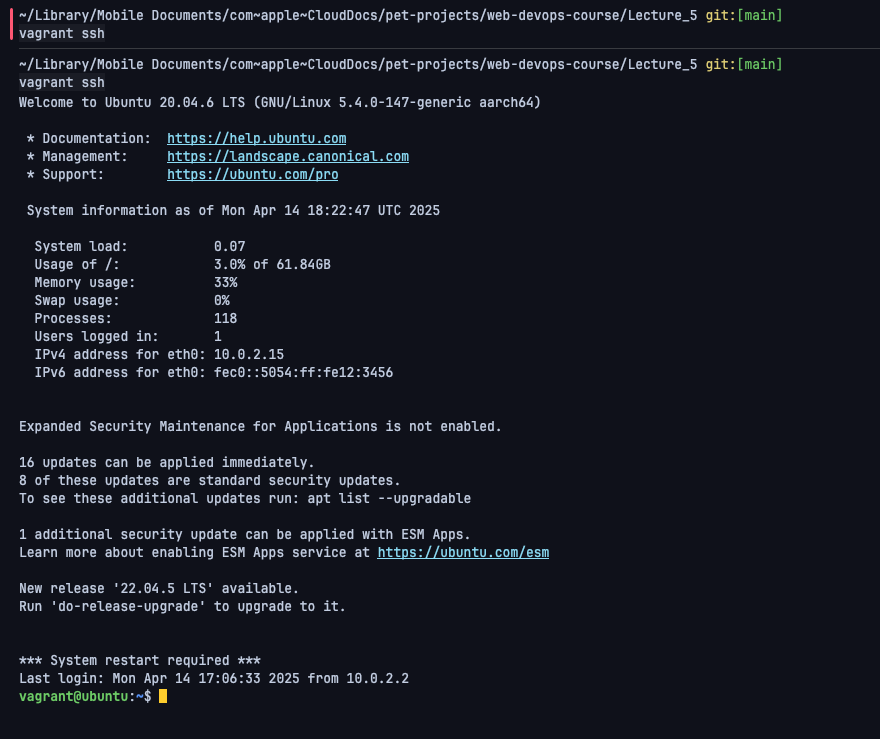 ~/Library/Mobile Documents/com~apple~CloudDocs/pet-projects/web-devops-course/Lecture_5 git:[main]
vagrant ssh
~/Library/Mobile Documents/com~apple~CloudDocs/pet-projects/web-devops-course/Lecture_5 git:[main]
vagrant ssh
Welcome to Ubuntu 20.04.6 LTS (GNU/Linux 5.4.0-147-generic aarch64)
* Documentation: https://help.ubuntu.com
* Management: https://landscape.canonical.com
* Support: https://ubuntu.com/pro
System information as of Mon Apr 14 18:22:47 UTC 2025
System load: 0.07
Usage of /: 3.0% of 61.84GB
Memory usage: 33%
Swap usage: 0%
Processes: 118
Users logged in: 1
IPv4 address for eth0: 10.0.2.15
IPv6 address for eth0: fec0::5054:ff:fe12:3456
Expanded Security Maintenance for Applications is not enabled.
16 updates can be applied immediately.
8 of these updates are standard security updates.
To see these additional updates run: apt list --upgradable
1 additional security update can be applied with ESM Apps.
Learn more about enabling ESM Apps service at https://ubuntu.com/esm
New release '22.04.5 LTS' available.
Run 'do-release-upgrade' to upgrade to it.
*** System restart required ***
Last login: Mon Apr 14 17:06:33 2025 from 10.0.2.2
vagrant@ubuntu:~$